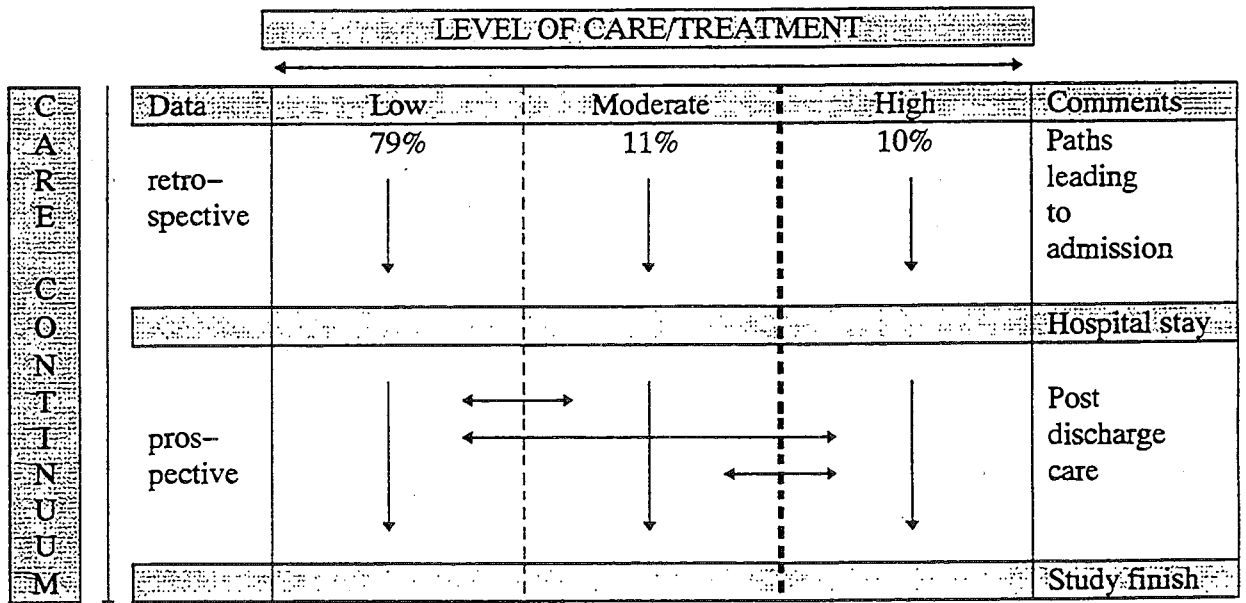 LEVEL OF CARE/TREATMENT
CARE CONTINUUM
Data Low Moderate High Comments
79% 11% 10%
retro–
spective
Paths
leading
to
admission
Hospital stay
pros–
pective
Post
discharge
care
Study finish